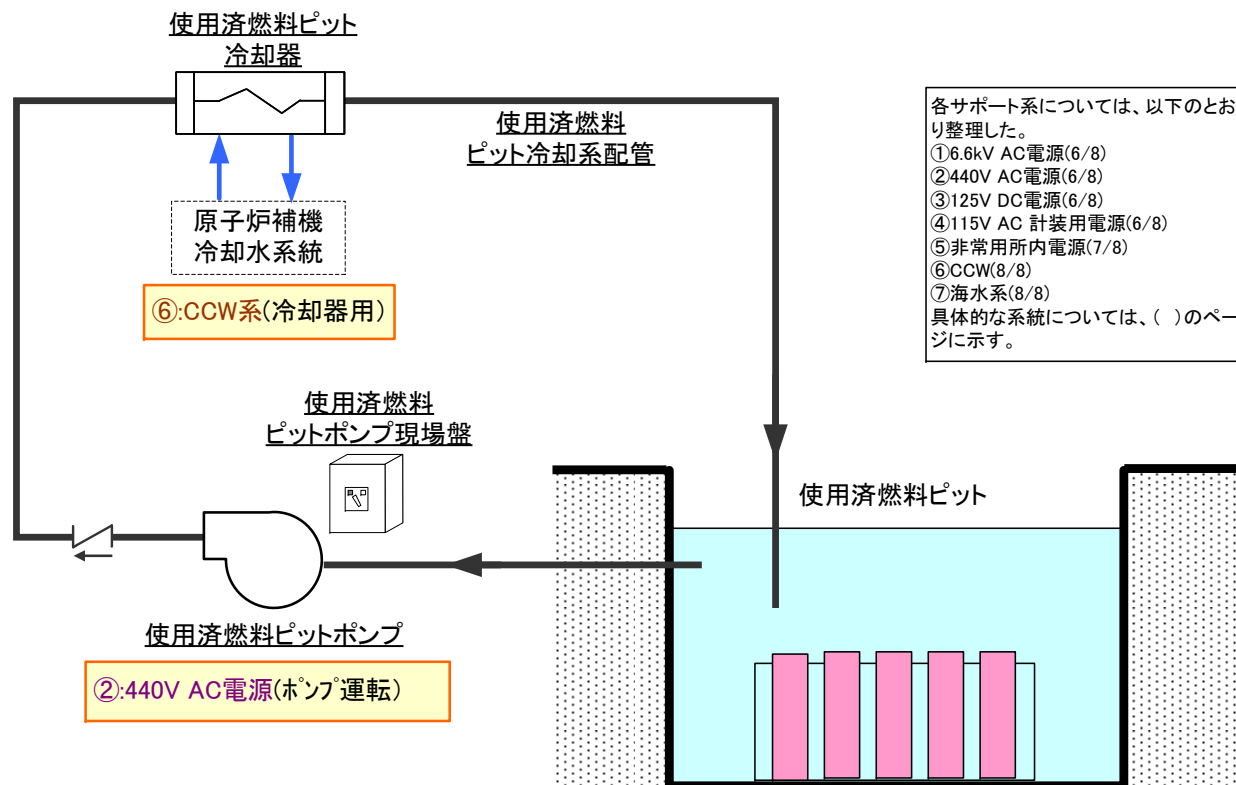 使用済燃料ピット
冷却器
使用済燃料
ピット冷却系配管
原子炉補機
冷却水系統
⑥:CCW系(冷却器用)
各サポート系については、以下のとお
り整理した。
①6.6kV AC電源(6/8)
②440V AC電源(6/8)
③125V DC電源(6/8)
④115V AC 計装用電源(6/8)
⑤非常用所内電源(7/8)
⑥CCW(8/8)
⑦海水系(8/8)
具体的な系統については、( )のペー
ジに示す。
使用済燃料
ピットポンプ現場盤
使用済燃料ピット
使用済燃料ピットポンプ
②:440V AC電源(ﾎﾟﾝﾌﾟ運転)